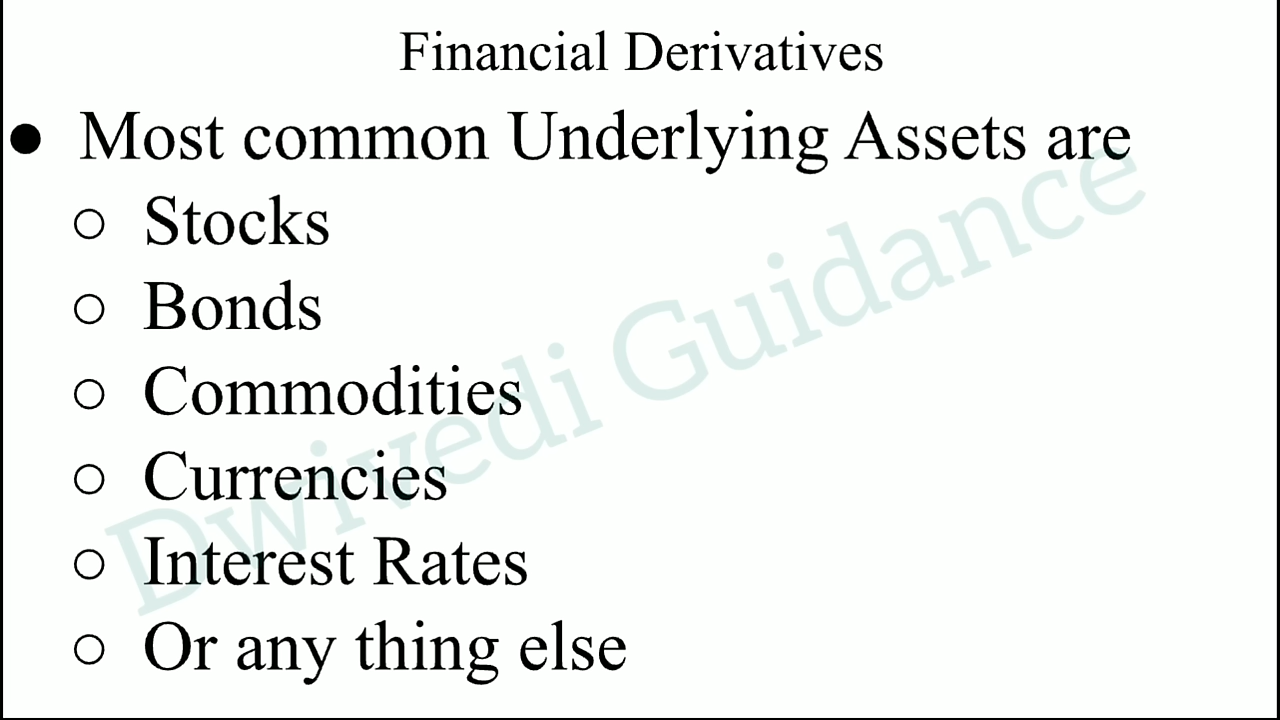 Financial Derivatives
● Most common Underlying Assets are
○ Stocks
○ Bonds
○ Commodities
○ Currencies
○ Interest Rates
○ Or any thing else
Dwivedi Guidance